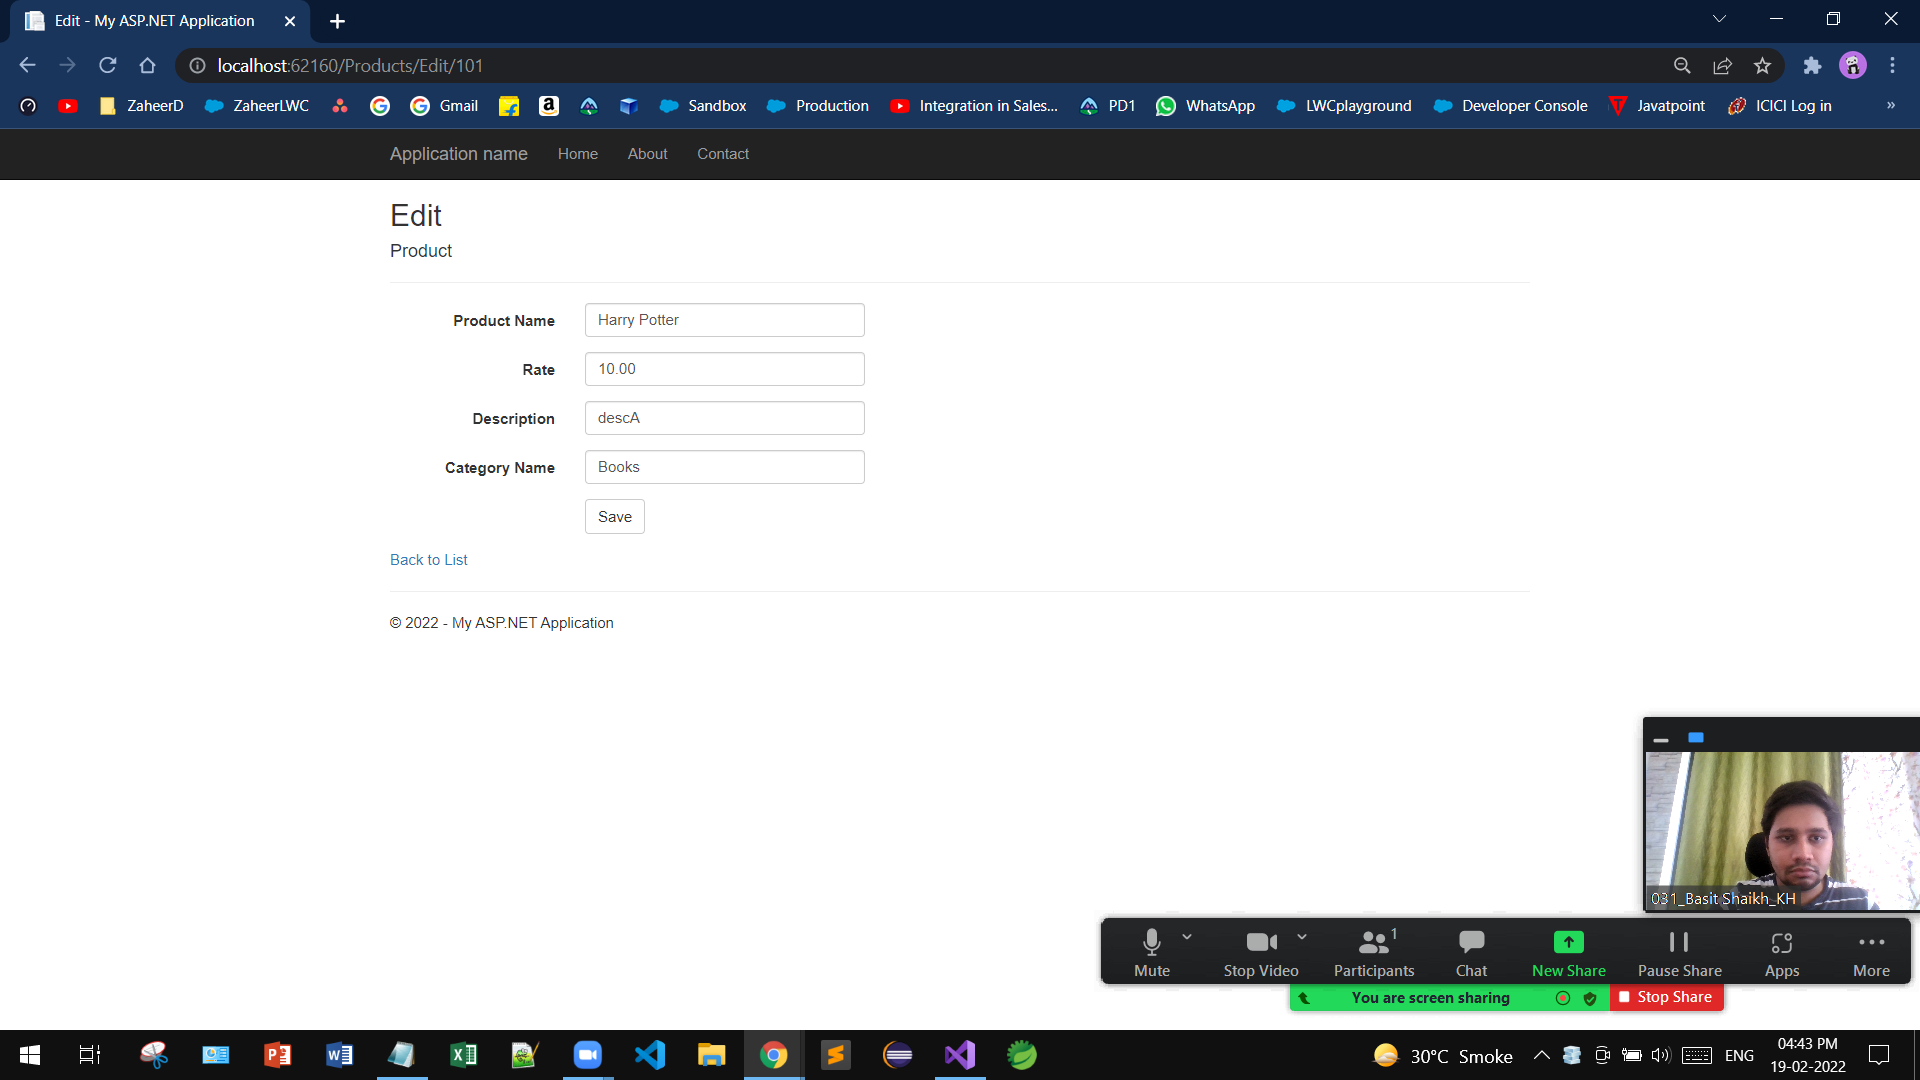 Edit - My ASP.NET Application
localhost:62160/Products/Edit/101
ZaheerD ZaheerLWC Gmail Sandbox Production Integration in Sales... PD1 WhatsApp LWCplayground Developer Console Javatpoint ICICI Log in »
Application name Home About Contact
Edit
Product
Product Name Harry Potter
Rate 10.00
Description descA
Category Name Books
Save
Back to List
© 2022 - My ASP.NET Application
031_Basit Shaikh_KH
1
Mute Stop Video Participants Chat New Share Pause Share Apps More
You are screen sharing Stop Share
30°C Smoke ENG 04:43 PM
19-02-2022